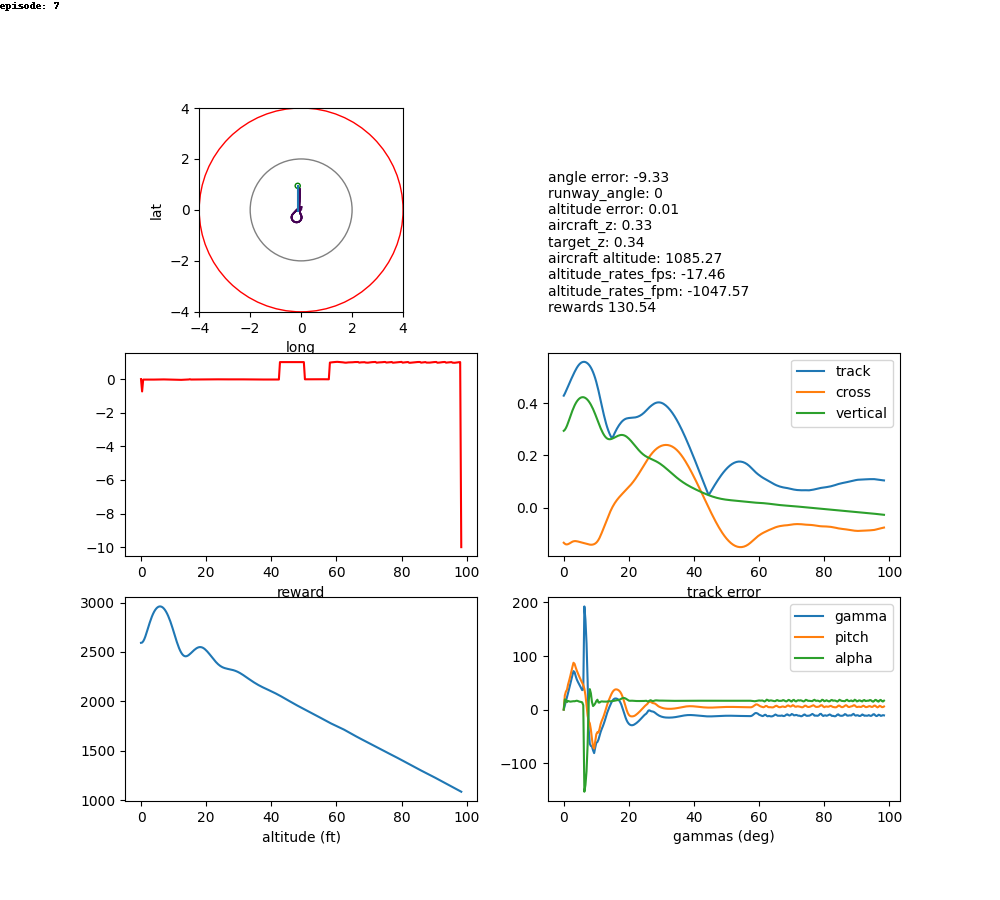 episode: 7
4
2
0
−2
−4
lat
−4 −2 0 2 4
long
angle error: -9.33
runway_angle: 0
altitude error: 0.01
aircraft_z: 0.33
target_z: 0.34
aircraft altitude: 1085.27
altitude_rates_fps: -17.46
altitude_rates_fpm: -1047.57
rewards 130.54
0
−2
−4
−6
−8
−10
0 20 40 60 80 100
reward
0.4
0.2
0.0
track
cross
vertical
0 20 40 60 80 100
track error
3000
2500
2000
1500
1000
0 20 40 60 80 100
altitude (ft)
200
100
0
−100
gamma
pitch
alpha
0 20 40 60 80 100
gammas (deg)